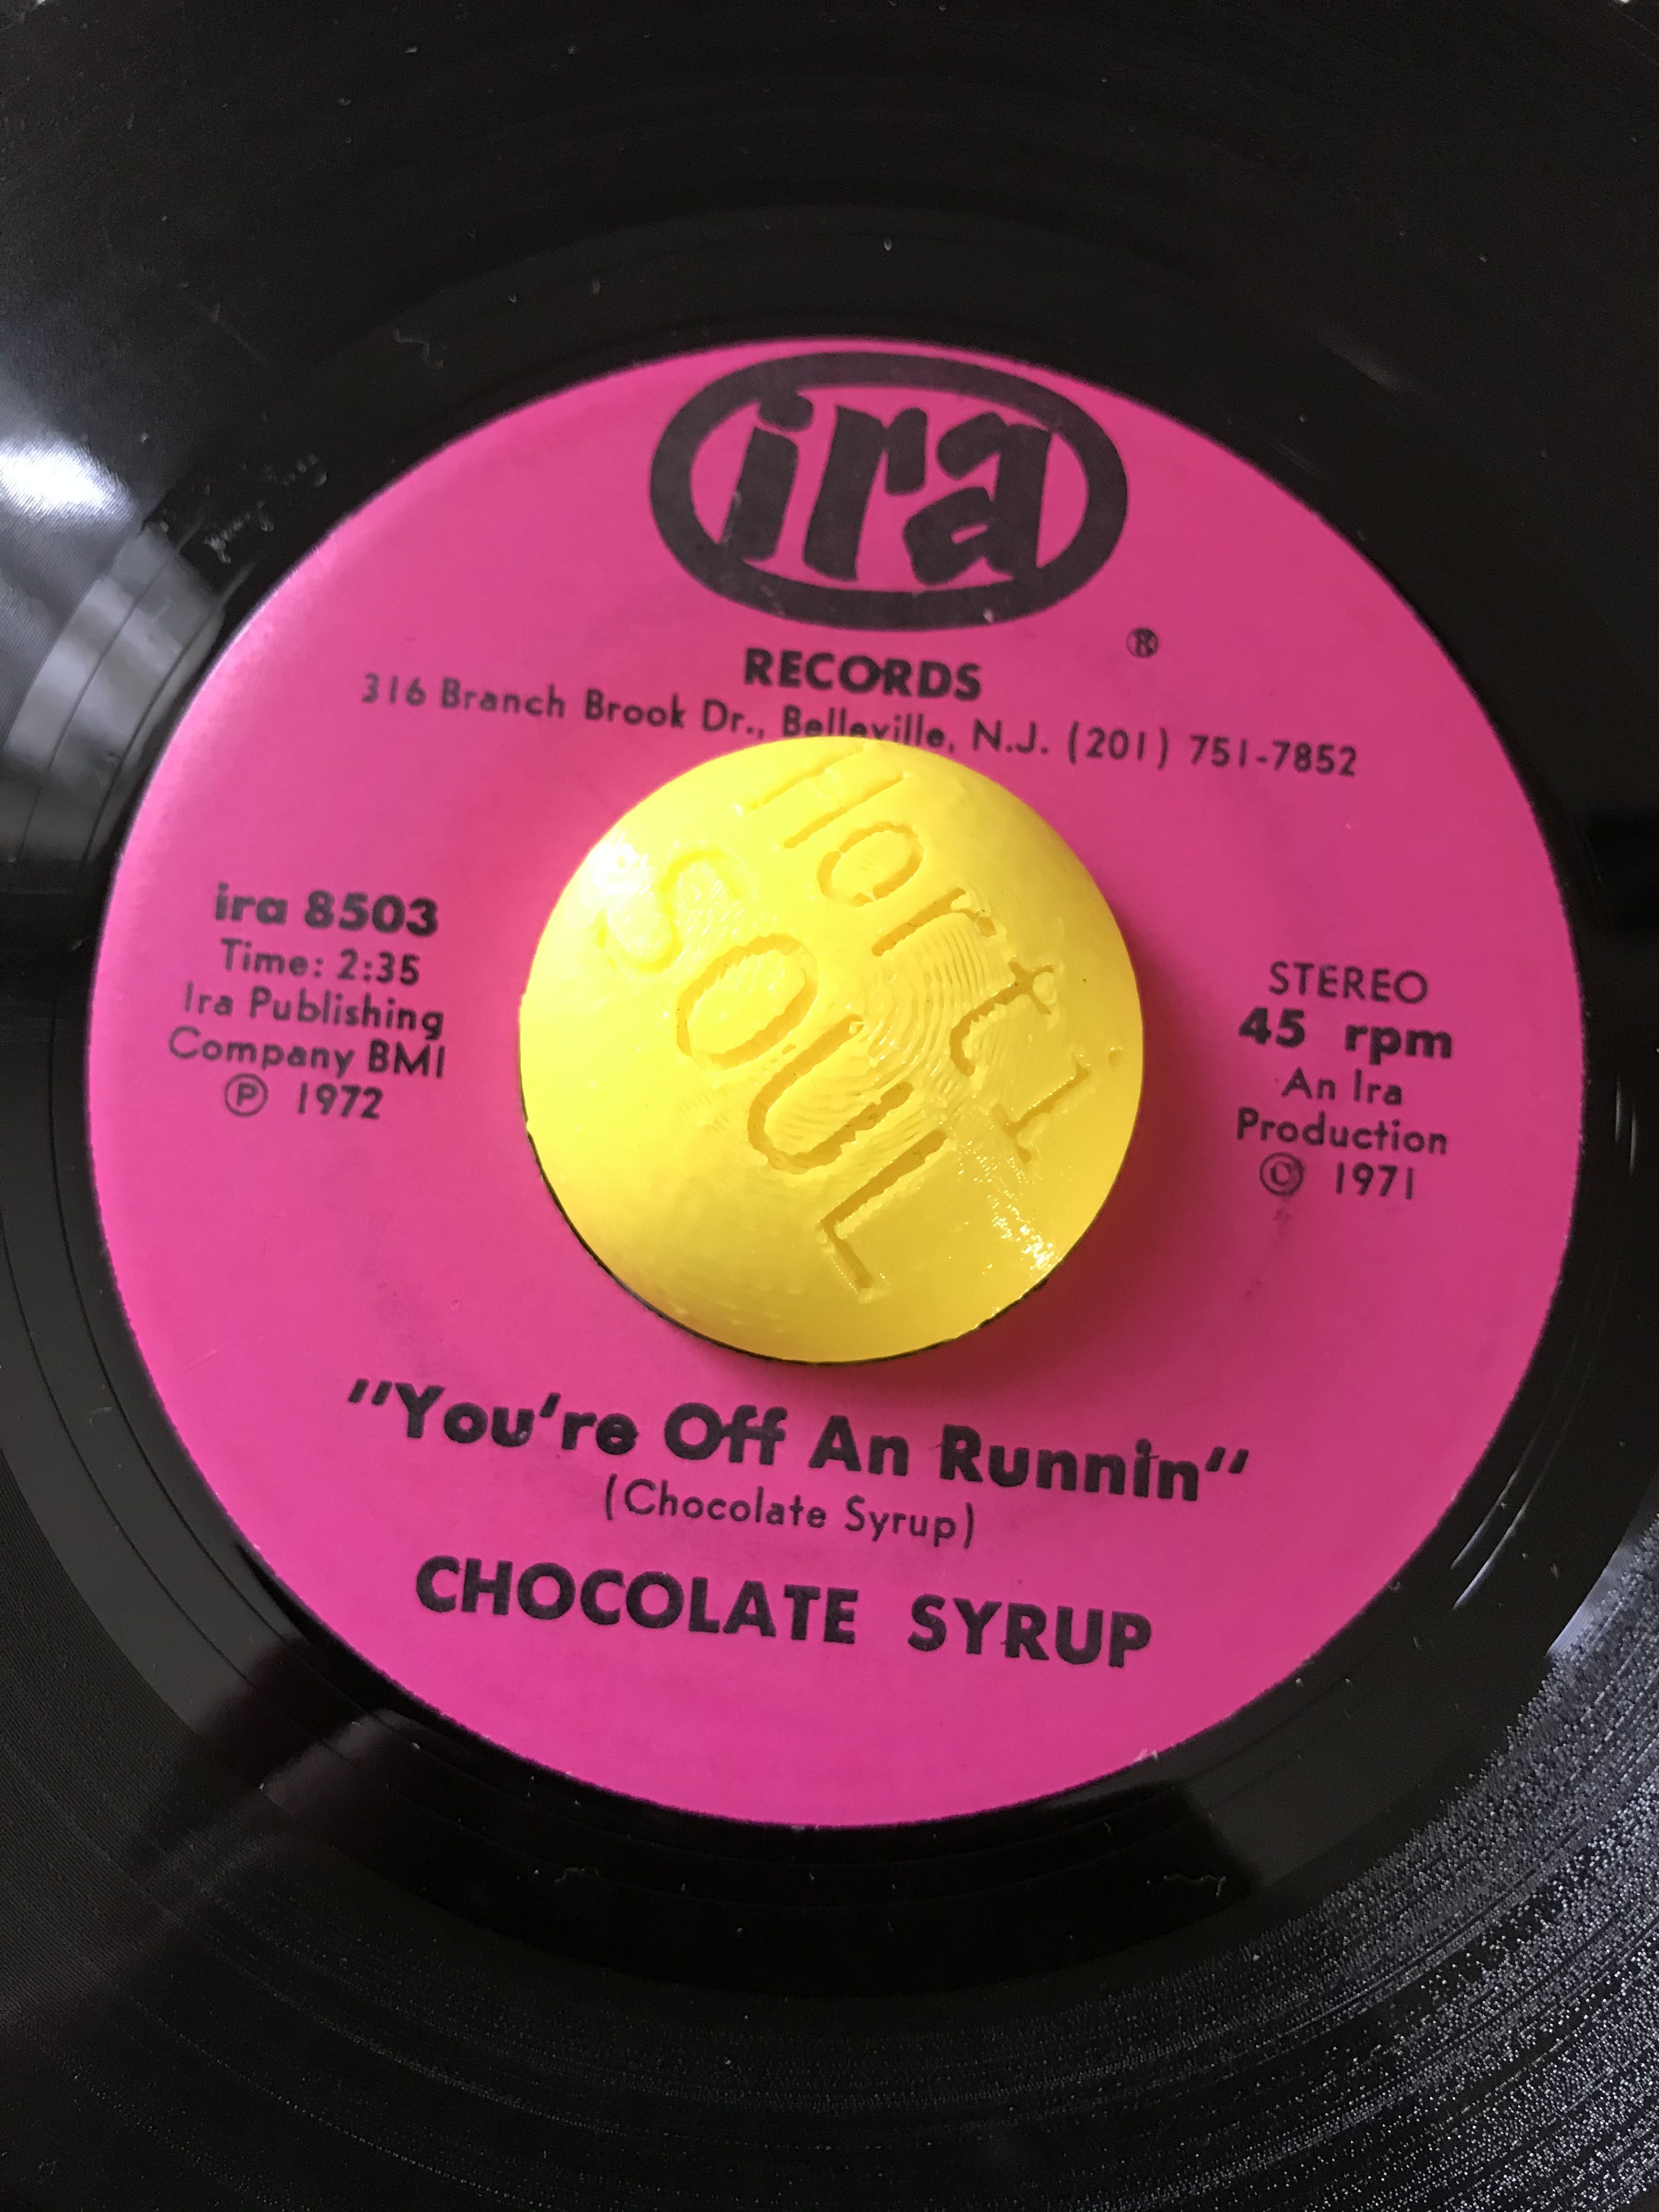 ira
®
RECORDS
316 Branch Brook Dr., Belleville, N.J. (201) 751-7852
ira 8503
Time: 2:35
Ira Publishing
Company BMI
℗ 1972
STEREO
45 rpm
An Ira
Production
© 1971
SOUL
"You're Off An Runnin"
(Chocolate Syrup)
CHOCOLATE SYRUP